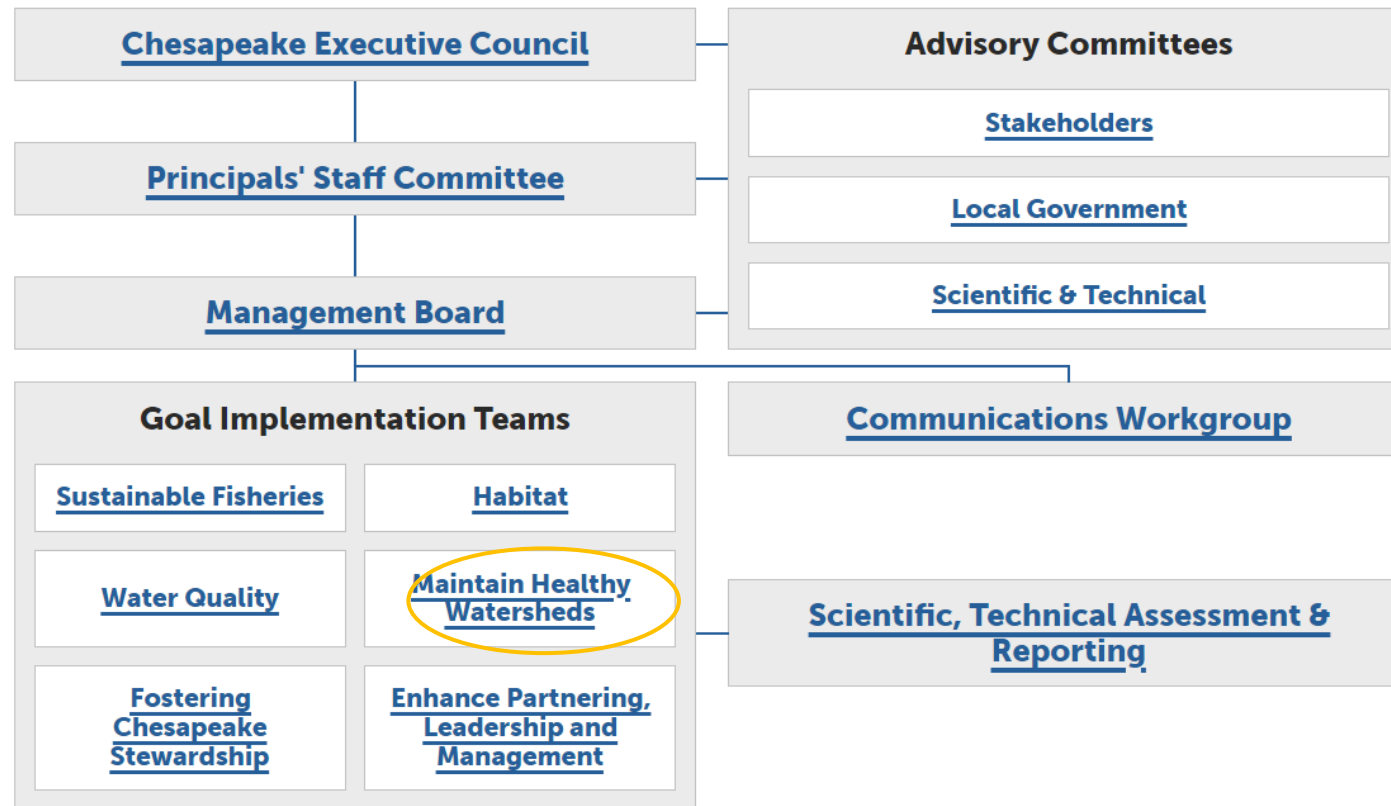 Chesapeake Executive Council
Advisory Committees
Stakeholders
Principals' Staff Committee
Local Government
Scientific & Technical
Management Board
Goal Implementation Teams
Communications Workgroup
Sustainable Fisheries
Habitat
Water Quality
Maintain Healthy
Watersheds
Scientific, Technical Assessment &
Reporting
Fostering
Chesapeake
Stewardship
Enhance Partnering,
Leadership and
Management